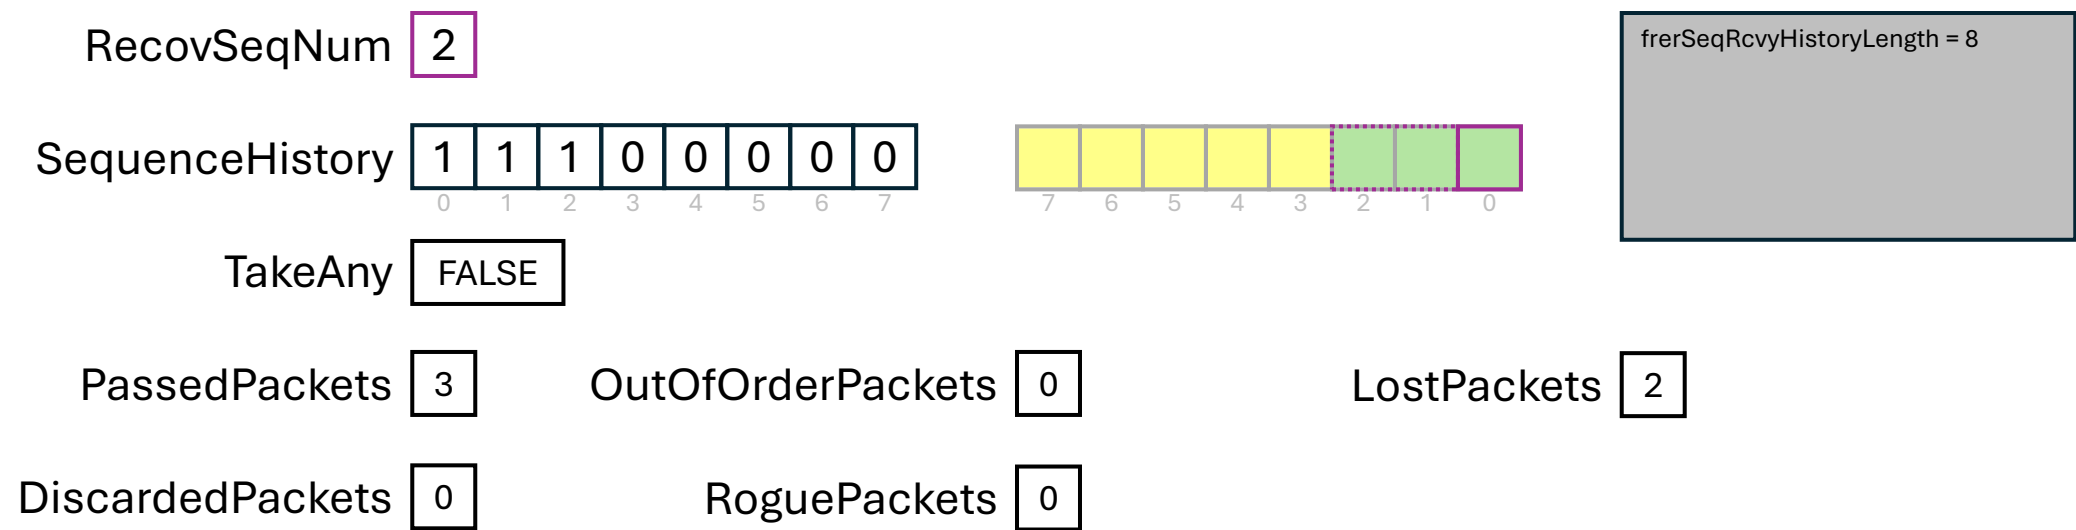 RecovSeqNum 2
frerSeqRcvyHistoryLength = 8
SequenceHistory 1 1 1 0 0 0 0 0
0 1 2 3 4 5 6 7
7 6 5 4 3 2 1 0
TakeAny FALSE
PassedPackets 3
OutOfOrderPackets 0
LostPackets 2
DiscardedPackets 0
RoguePackets 0